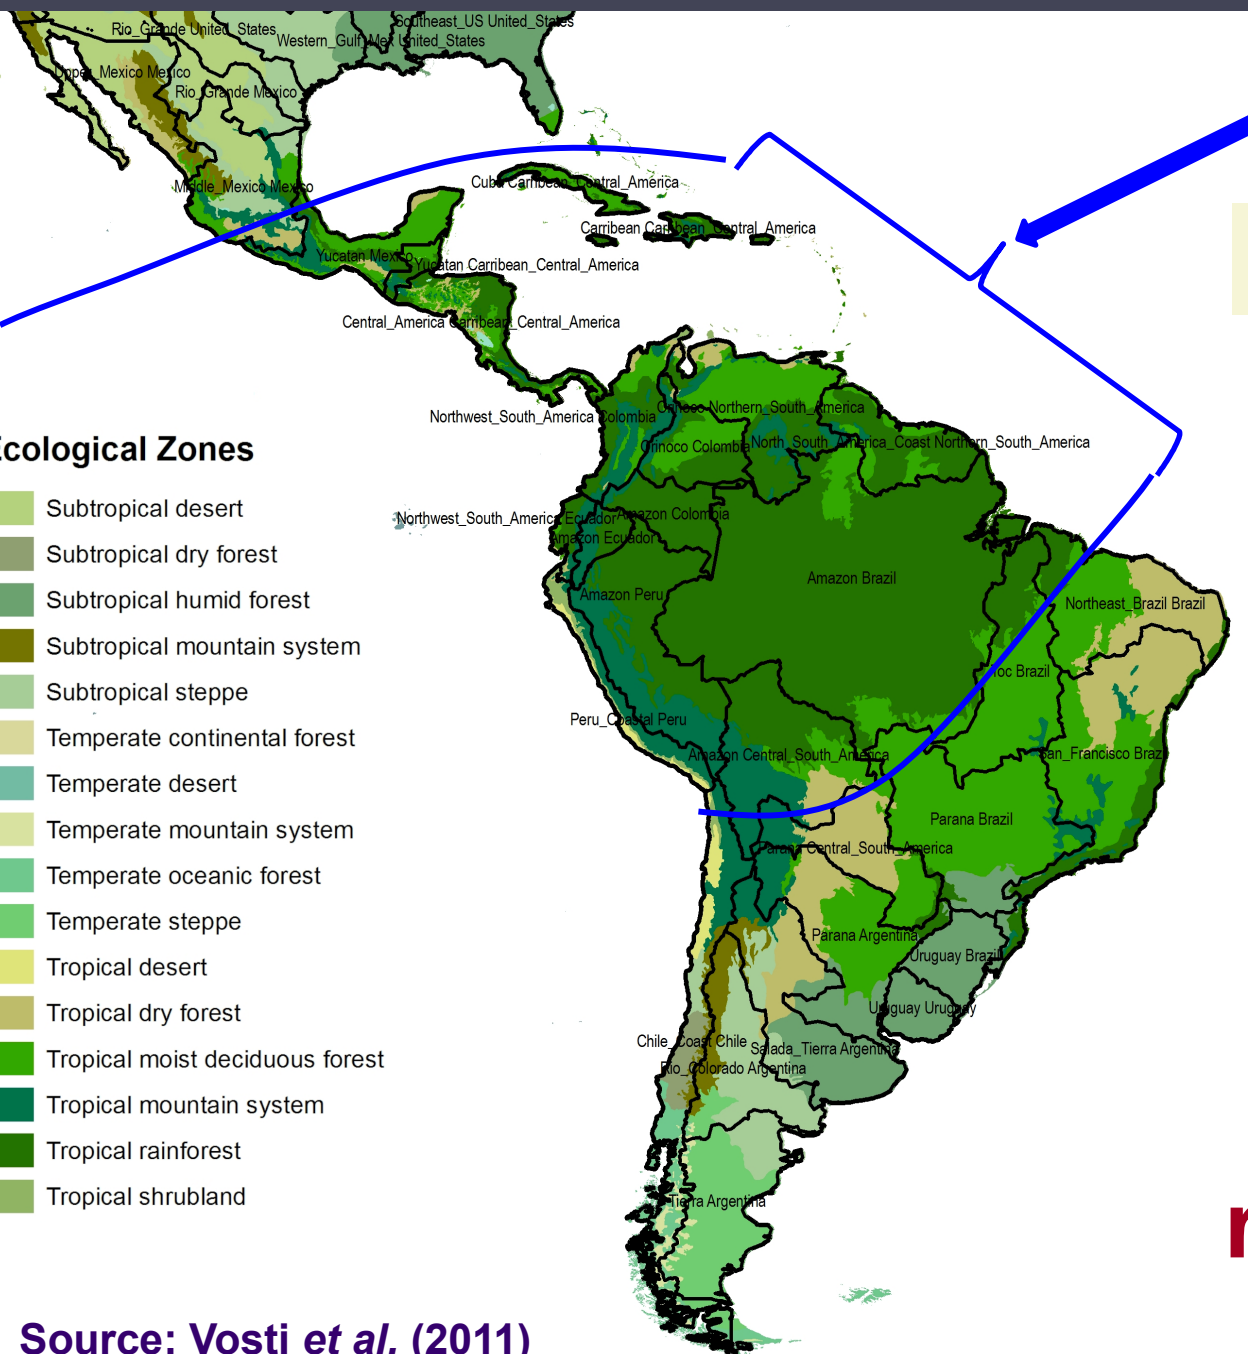 Southeast_US United_States
Rio_Grande United_States
Western_Gulf_Mex United_States
Upper_Mexico Mexico
Rio_Grande Mexico
Middle_Mexico Mexico
Cuba Carribean_Central_America
Carribean Carribean_Central_America
Yucatan Mexico
Yucatan Carribean_Central_America
Central_America Carribean_Central_America
Northwest_South_America Colombia
Orinoco Northern_South_America
Orinoco Colombia
North_South_America_Coast Northern_South_America
Northwest_South_America Ecuador
Amazon Colombia
Amazon Ecuador
Amazon Brazil
Amazon Peru
Northeast_Brazil Brazil
Toc Brazil
Peru_Coastal Peru
Amazon Central_South_America
San_Francisco Brazil
Parana Brazil
Parana Central_South_America
Parana Argentina
Uruguay Brazil
Uruguay Uruguay
Chile_Coast Chile
Salada_Tierra Argentina
Rio_Colorado Argentina
Tierra Argentina
Ecological Zones
Subtropical desert
Subtropical dry forest
Subtropical humid forest
Subtropical mountain system
Subtropical steppe
Temperate continental forest
Temperate desert
Temperate mountain system
Temperate oceanic forest
Temperate steppe
Tropical desert
Tropical dry forest
Tropical moist deciduous forest
Tropical mountain system
Tropical rainforest
Tropical shrubland
Source: Vosti et al. (2011)